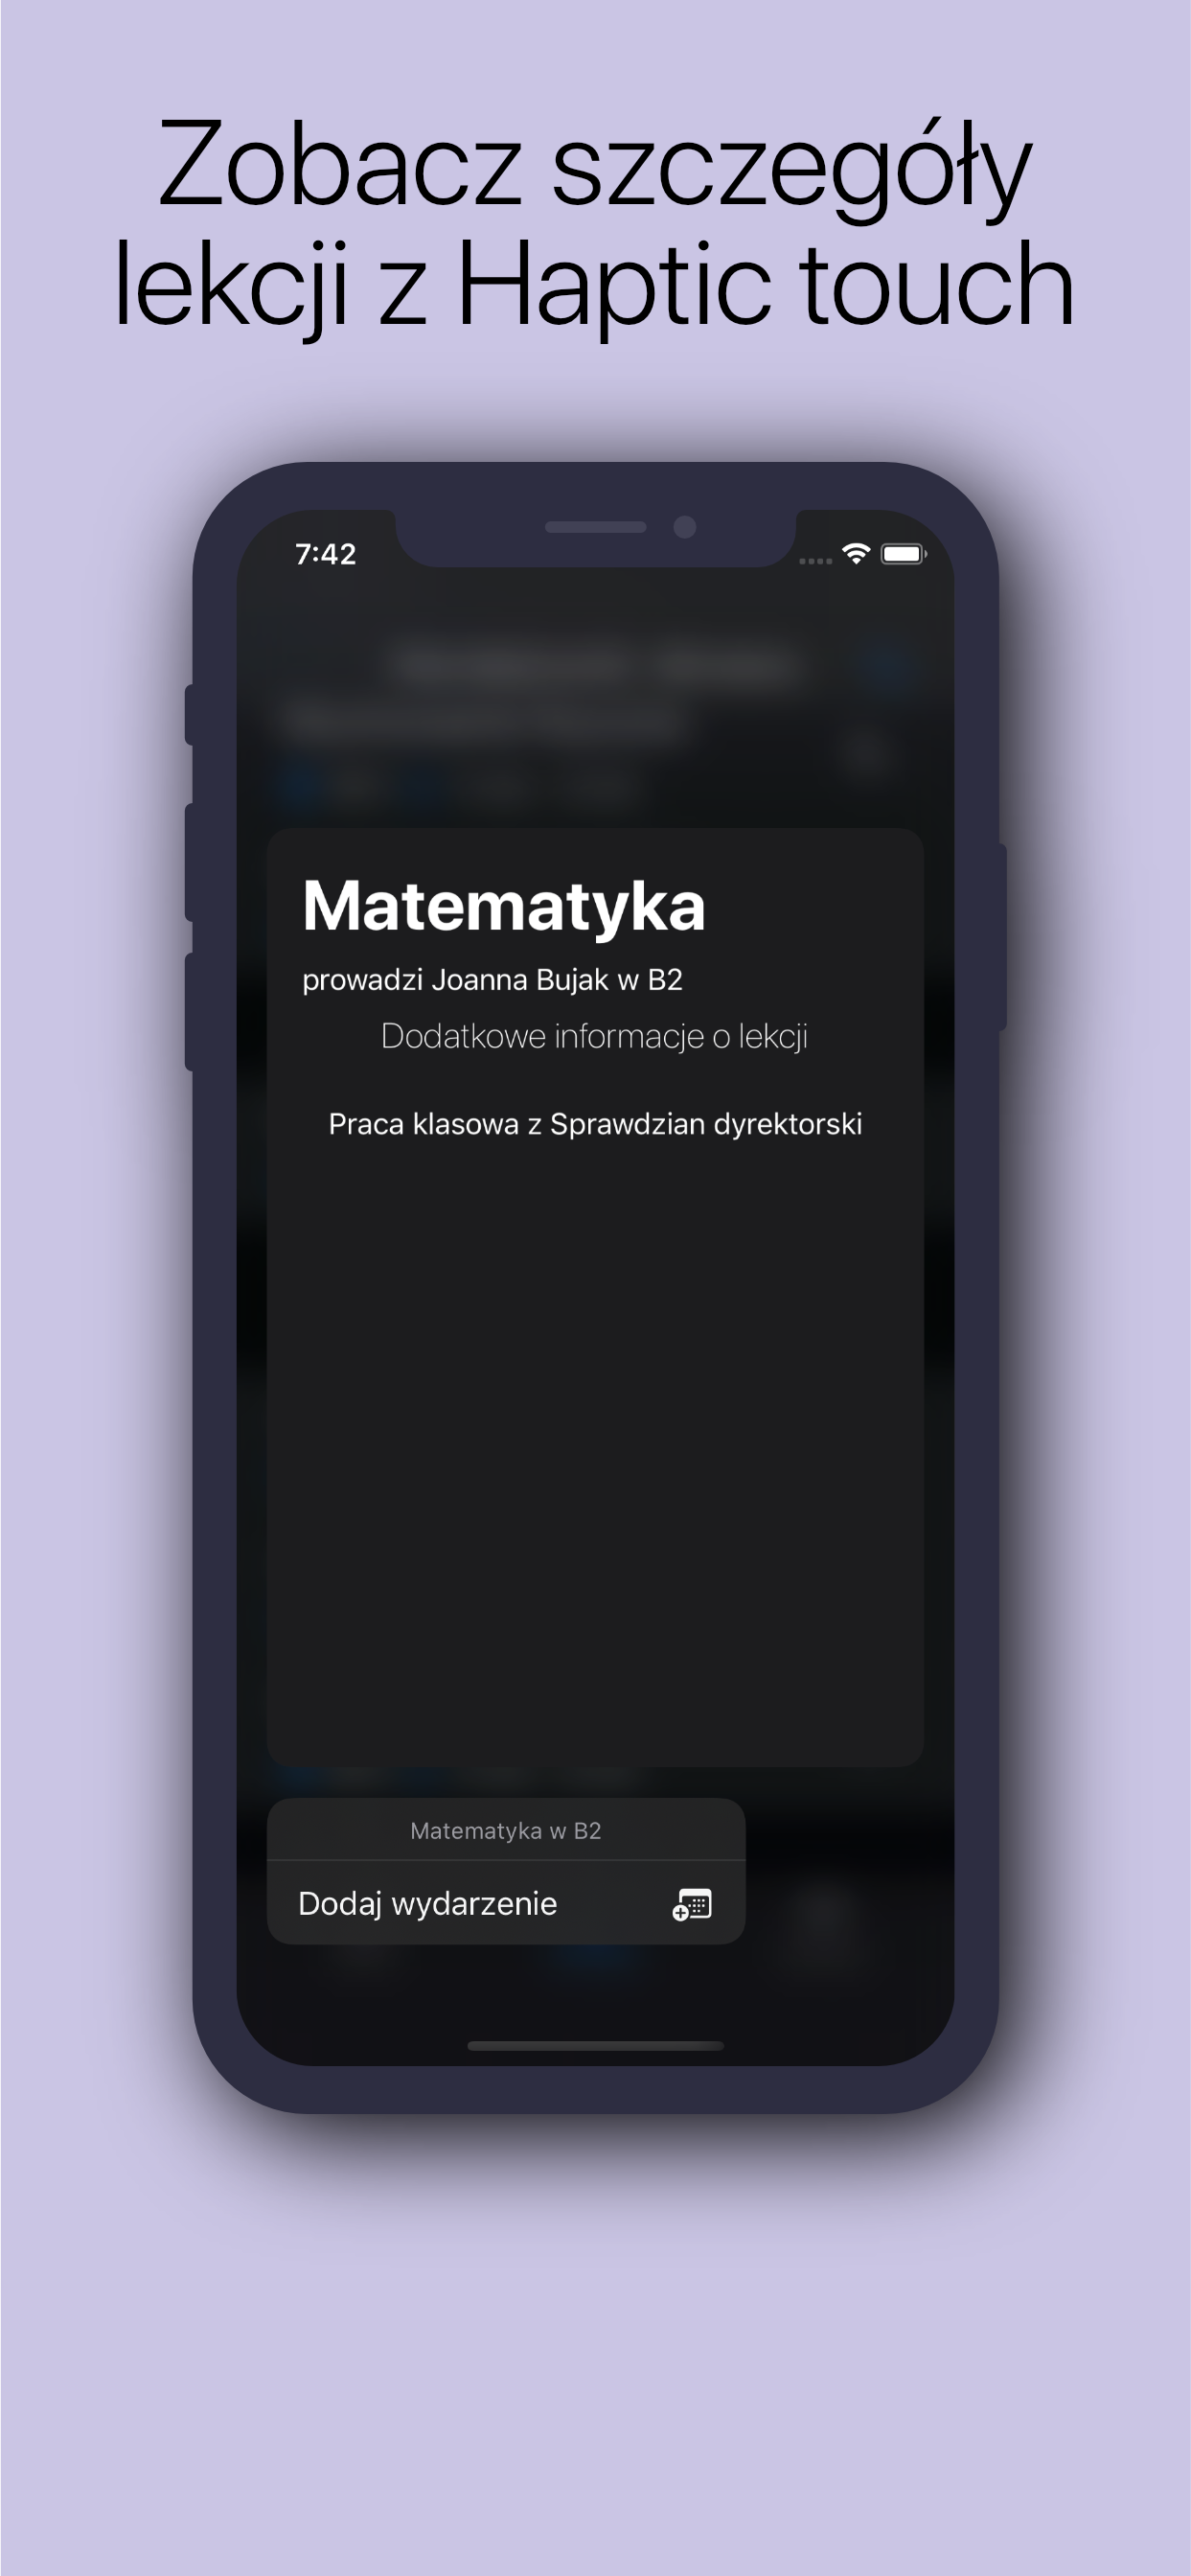 Zobacz szczegóły
lekcji z Haptic touch
7:42
Matematyka
prowadzi Joanna Bujak w B2
Dodatkowe informacje o lekcji
Praca klasowa z Sprawdzian dyrektorski
Matematyka w B2
Dodaj wydarzenie